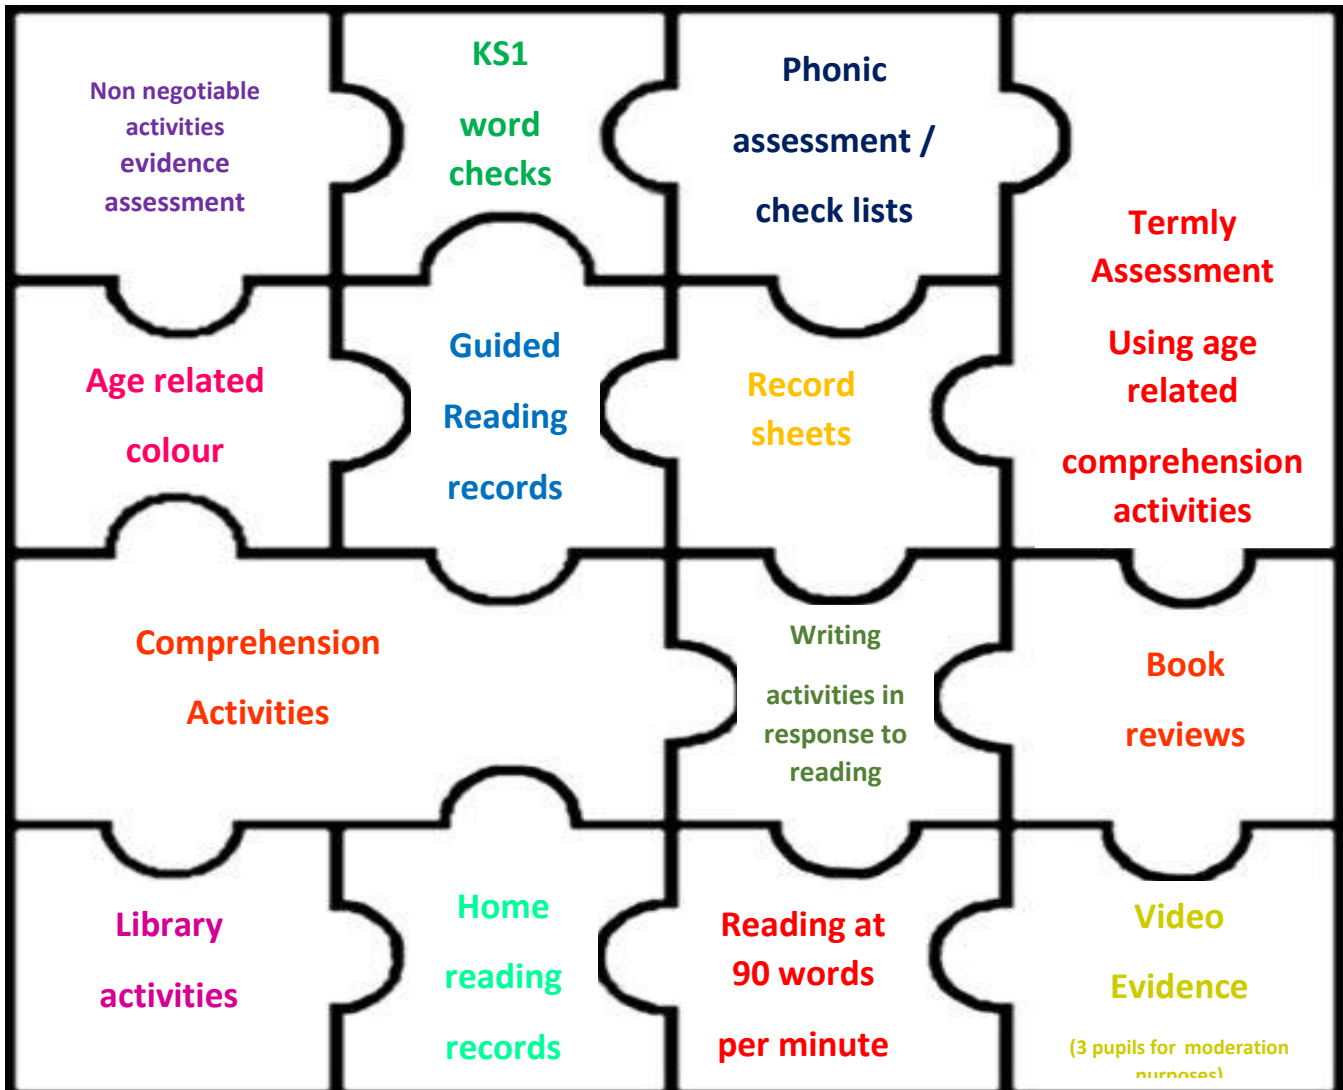 Non negotiable
activities
evidence
assessment
KS1
word
checks
Phonic
assessment /
check lists
Termly
Assessment
Using age
related
comprehension
activities
Age related
colour
Guided
Reading
records
Record
sheets
Comprehension
Activities
Writing
activities in
response to
reading
Book
reviews
Library
activities
Home
reading
records
Reading at
90 words
per minute
Video
Evidence
(3 pupils for moderation
purposes)